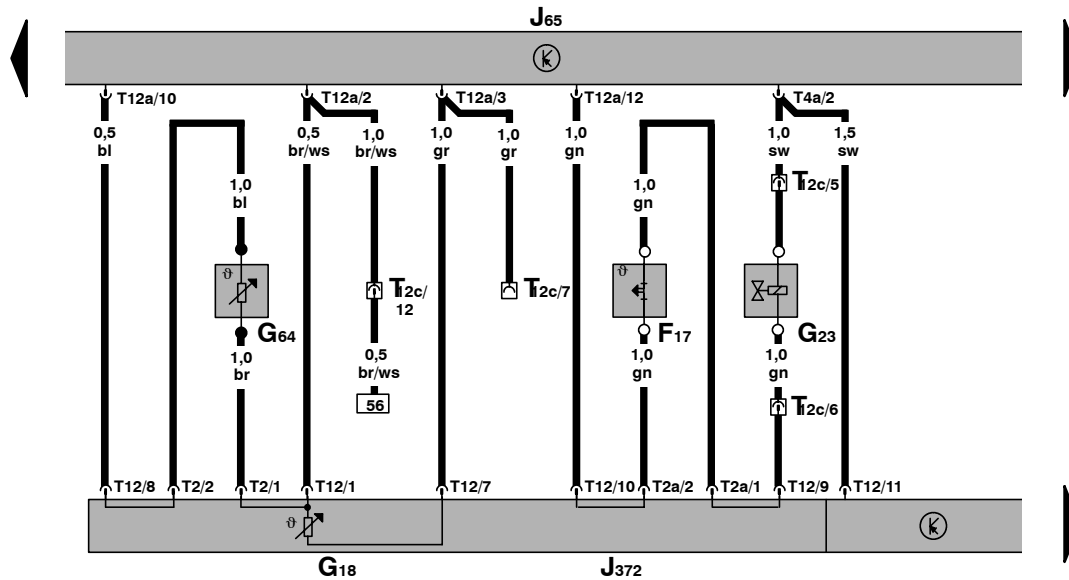 J65
T12a/10 T12a/2 T12a/3 T12a/12 T4a/2
0,5 0,5 1,0 1,0 1,0 1,0 1,0 1,5
bl br/ws br/ws gr gr gn sw sw
1,0 1,0 T12c/5
bl gn
ϑ ϑ
T12c/ T12c/7
12
G64 F17 G23
1,0 0,5 1,0 1,0
br br/ws gn gn
56 T12c/6
T12/8 T2/2 T2/1 T12/1 T12/7 T12/10 T2a/2 T2a/1 T12/9 T12/11
ϑ
G18 J372